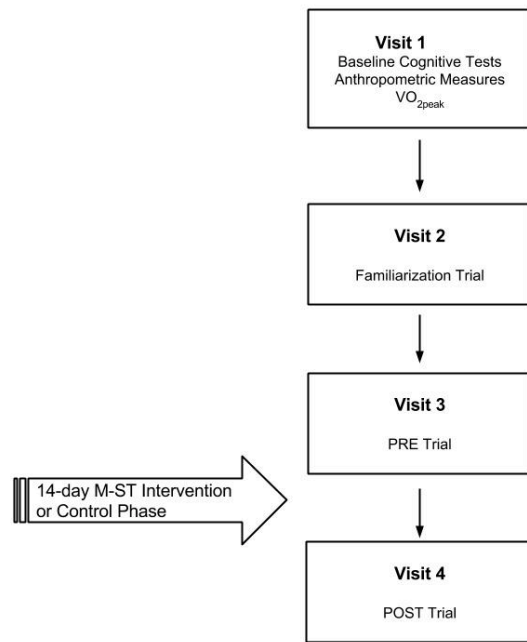 Visit 1
Baseline Cognitive Tests
Anthropometric Measures
VO2peak
Visit 2
Familiarization Trial
Visit 3
PRE Trial
14-day M-ST Intervention
or Control Phase
Visit 4
POST Trial